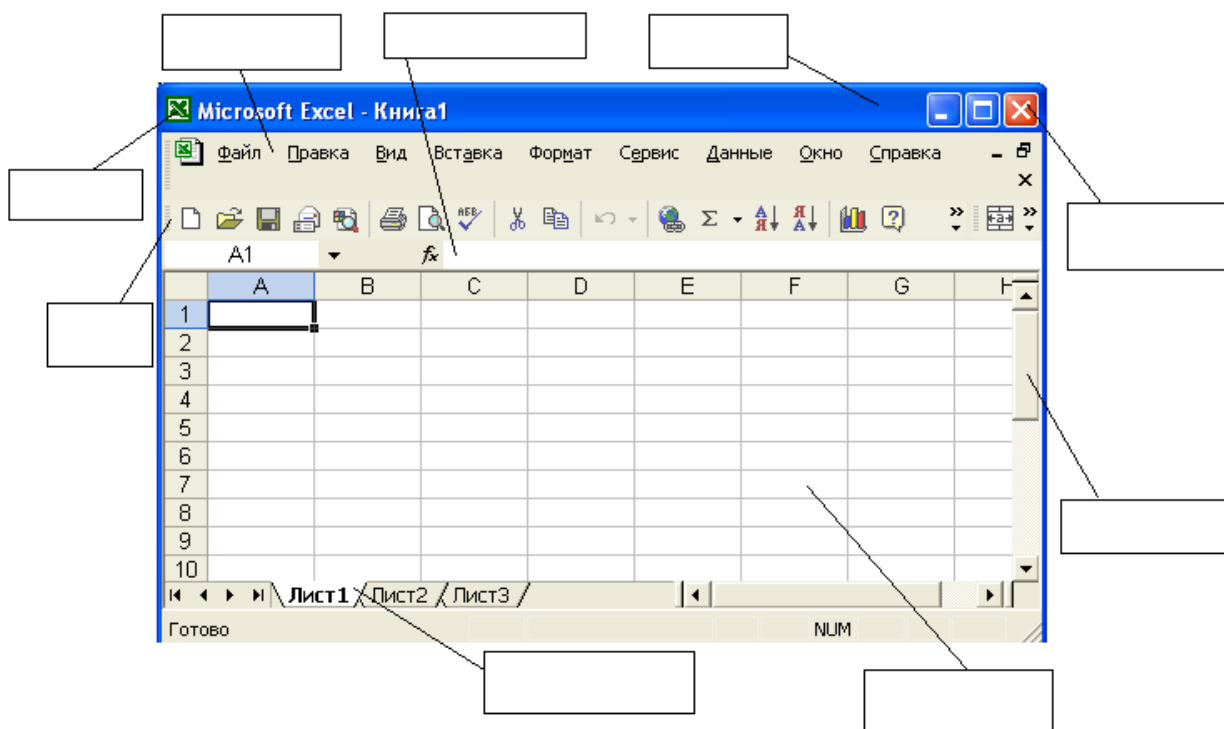 Microsoft Excel - Книга1
Файл Правка Вид Вставка Формат Сервис Данные Окно Справка
АБВ Σ А Я Я А ?
A1 fx
A B C D E F G H
1
2
3
4
5
6
7
8
9
10
Лист1 Лист2 Лист3
Готово NUM